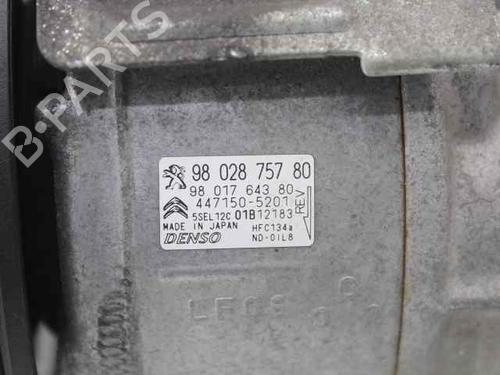 98 028 757 80
98 017 643 80
447150-5201
5SEL12C 01B12183
REV
MADE IN JAPAN HFC134a
DENSO ND-OIL8
B-PARTS